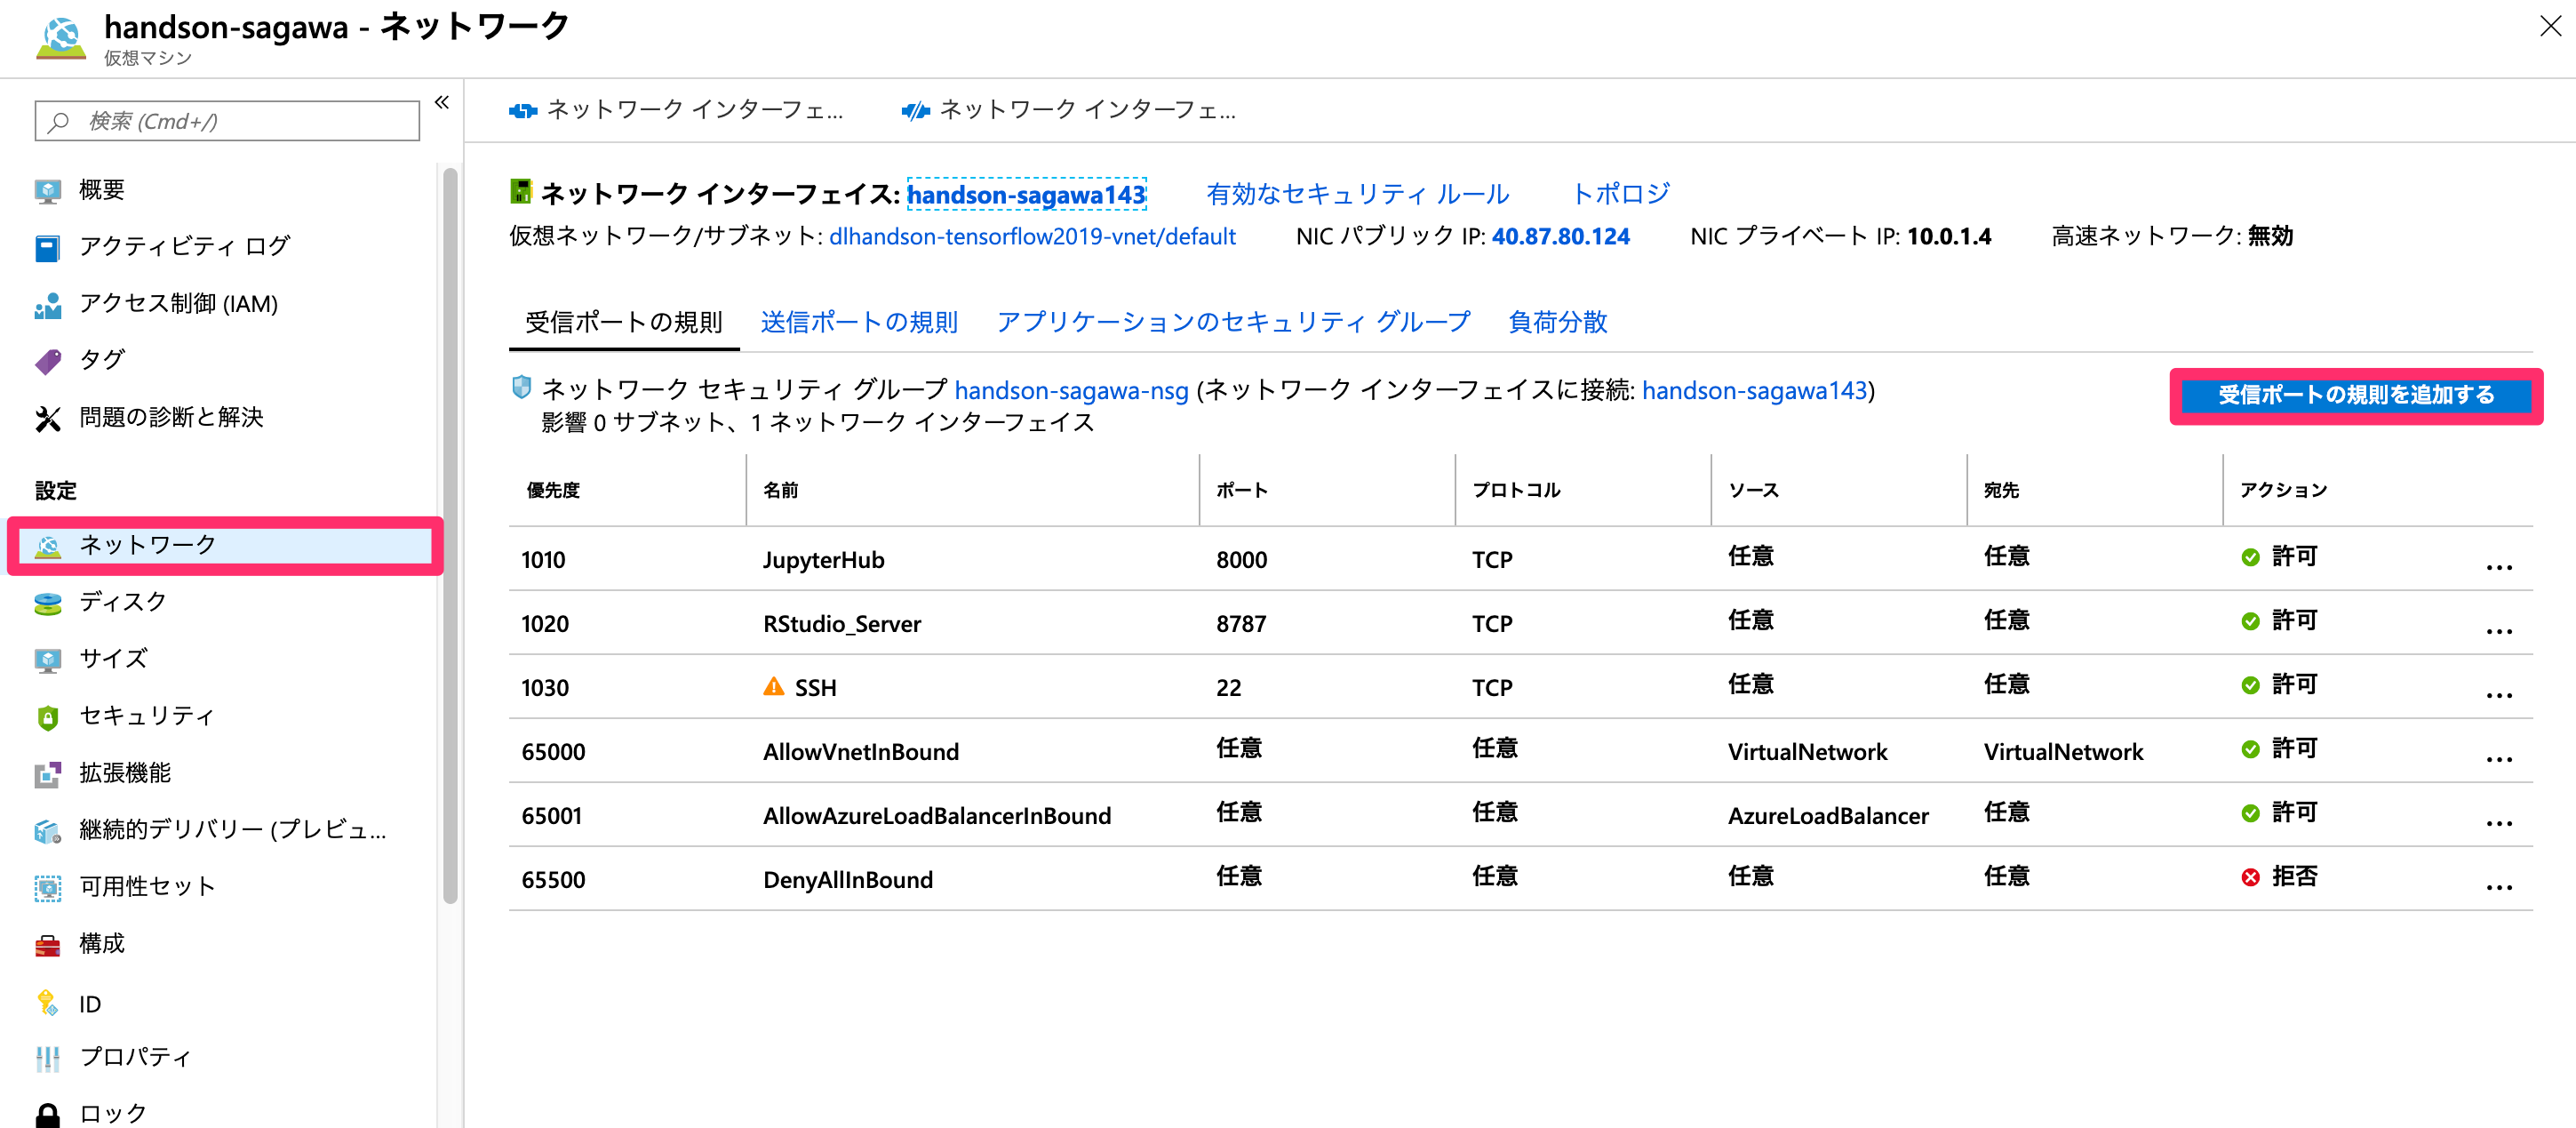 handson-sagawa - ネットワーク
仮想マシン
検索 (Cmd+/)
概要
アクティビティ ログ
アクセス制御 (IAM)
タグ
問題の診断と解決
設定
ネットワーク
ディスク
サイズ
セキュリティ
拡張機能
継続的デリバリー (プレビュ...
可用性セット
構成
ID
プロパティ
ロック
ネットワーク インターフェ... ネットワーク インターフェ...
ネットワーク インターフェイス: handson-sagawa143 有効なセキュリティ ルール トポロジ
仮想ネットワーク/サブネット: dlhandson-tensorflow2019-vnet/default NIC パブリック IP: 40.87.80.124 NIC プライベート IP: 10.0.1.4 高速ネットワーク: 無効
受信ポートの規則 送信ポートの規則 アプリケーションのセキュリティ グループ 負荷分散
ネットワーク セキュリティ グループ handson-sagawa-nsg (ネットワーク インターフェイスに接続: handson-sagawa143)
影響 0 サブネット、1 ネットワーク インターフェイス
受信ポートの規則を追加する
優先度 名前 ポート プロトコル ソース 宛先 アクション
1010 JupyterHub 8000 TCP 任意 任意 許可 ...
1020 RStudio_Server 8787 TCP 任意 任意 許可 ...
1030 SSH 22 TCP 任意 任意 許可 ...
65000 AllowVnetInBound 任意 任意 VirtualNetwork VirtualNetwork 許可 ...
65001 AllowAzureLoadBalancerInBound 任意 任意 AzureLoadBalancer 任意 許可 ...
65500 DenyAllInBound 任意 任意 任意 任意 拒否 ...